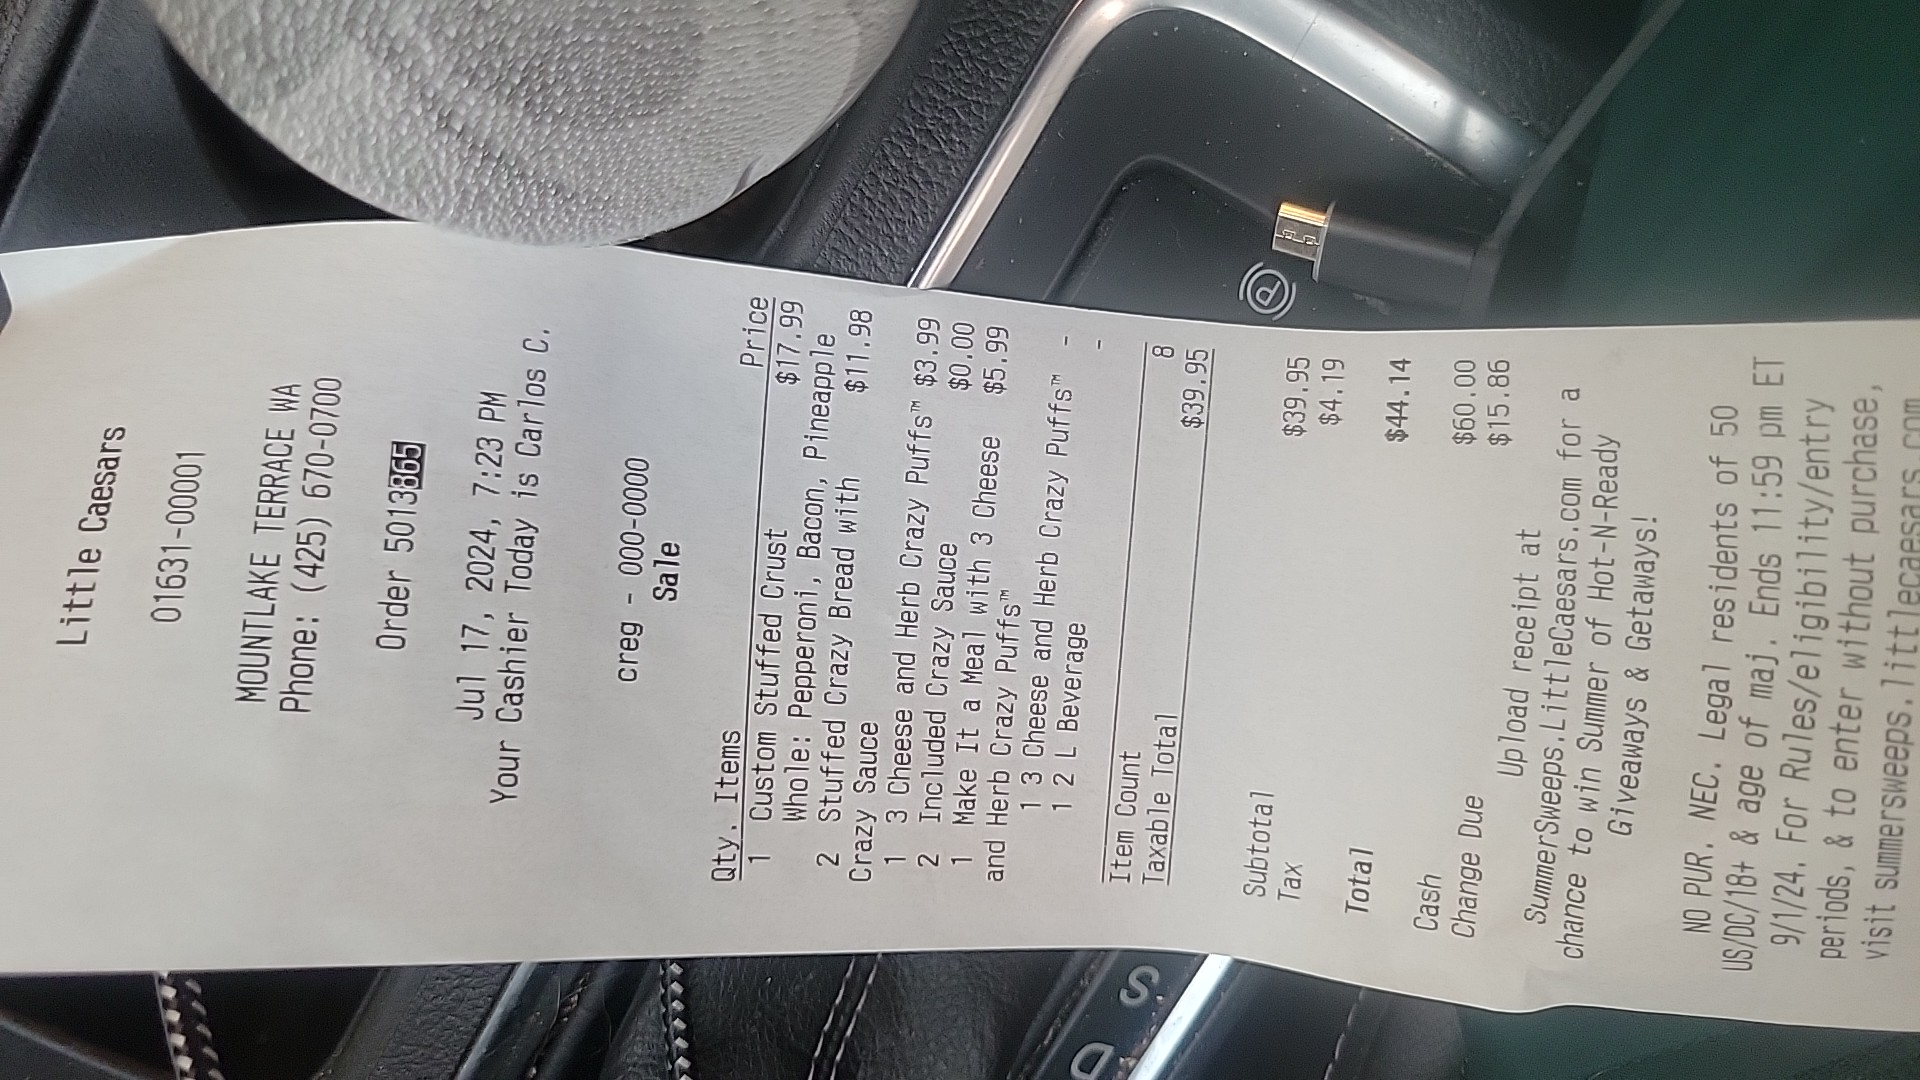 Little Caesars
01631-00001
MOUNTLAKE TERRACE WA
Phone: (425) 670-0700
Order 5013865
Jul 17, 2024, 7:23 PM
Your Cashier Today is Carlos C.
creg - 000-0000
Sale
Qty. Items Price
1 Custom Stuffed Crust $17.99
Whole: Pepperoni, Bacon, Pineapple
2 Stuffed Crazy Bread with $11.98
Crazy Sauce
1 3 Cheese and Herb Crazy Puffs™ $3.99
2 Included Crazy Sauce $0.00
1 Make It a Meal with 3 Cheese $5.99
and Herb Crazy Puffs™
1 3 Cheese and Herb Crazy Puffs™ -
1 2 L Beverage -
Item Count 8
Taxable Total $39.95
Subtotal $39.95
Tax $4.19
Total $44.14
Cash $60.00
Change Due $15.86
Upload receipt at
SummerSweeps.LittleCaesars.com for a
chance to win Summer of Hot-N-Ready
Giveaways & Getaways!
NO PUR. NEC. Legal residents of 50
US/DC/18+ & age of maj. Ends 11:59 pm ET
9/1/24. For Rules/eligibility/entry
periods, & to enter without purchase,
visit summersweeps.littlecaesars.com
P
D S